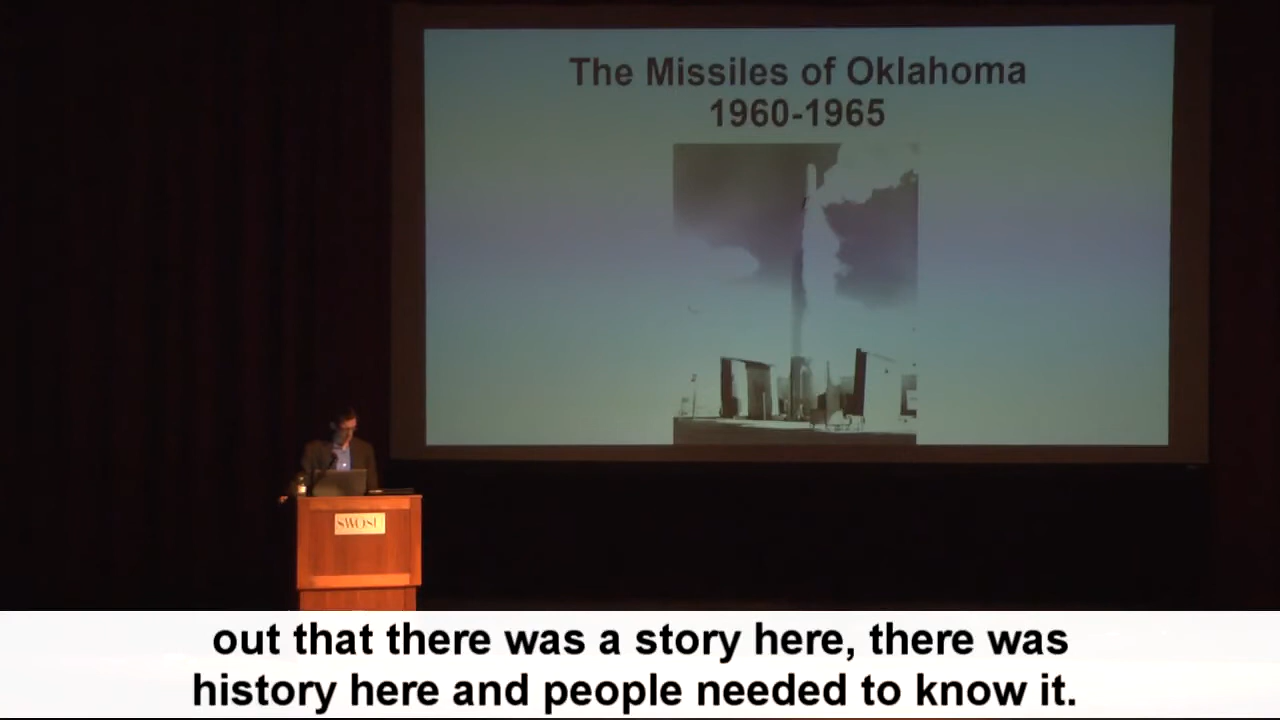 The Missiles of Oklahoma
1960-1965
SWOSU
out that there was a story here, there was
history here and people needed to know it.